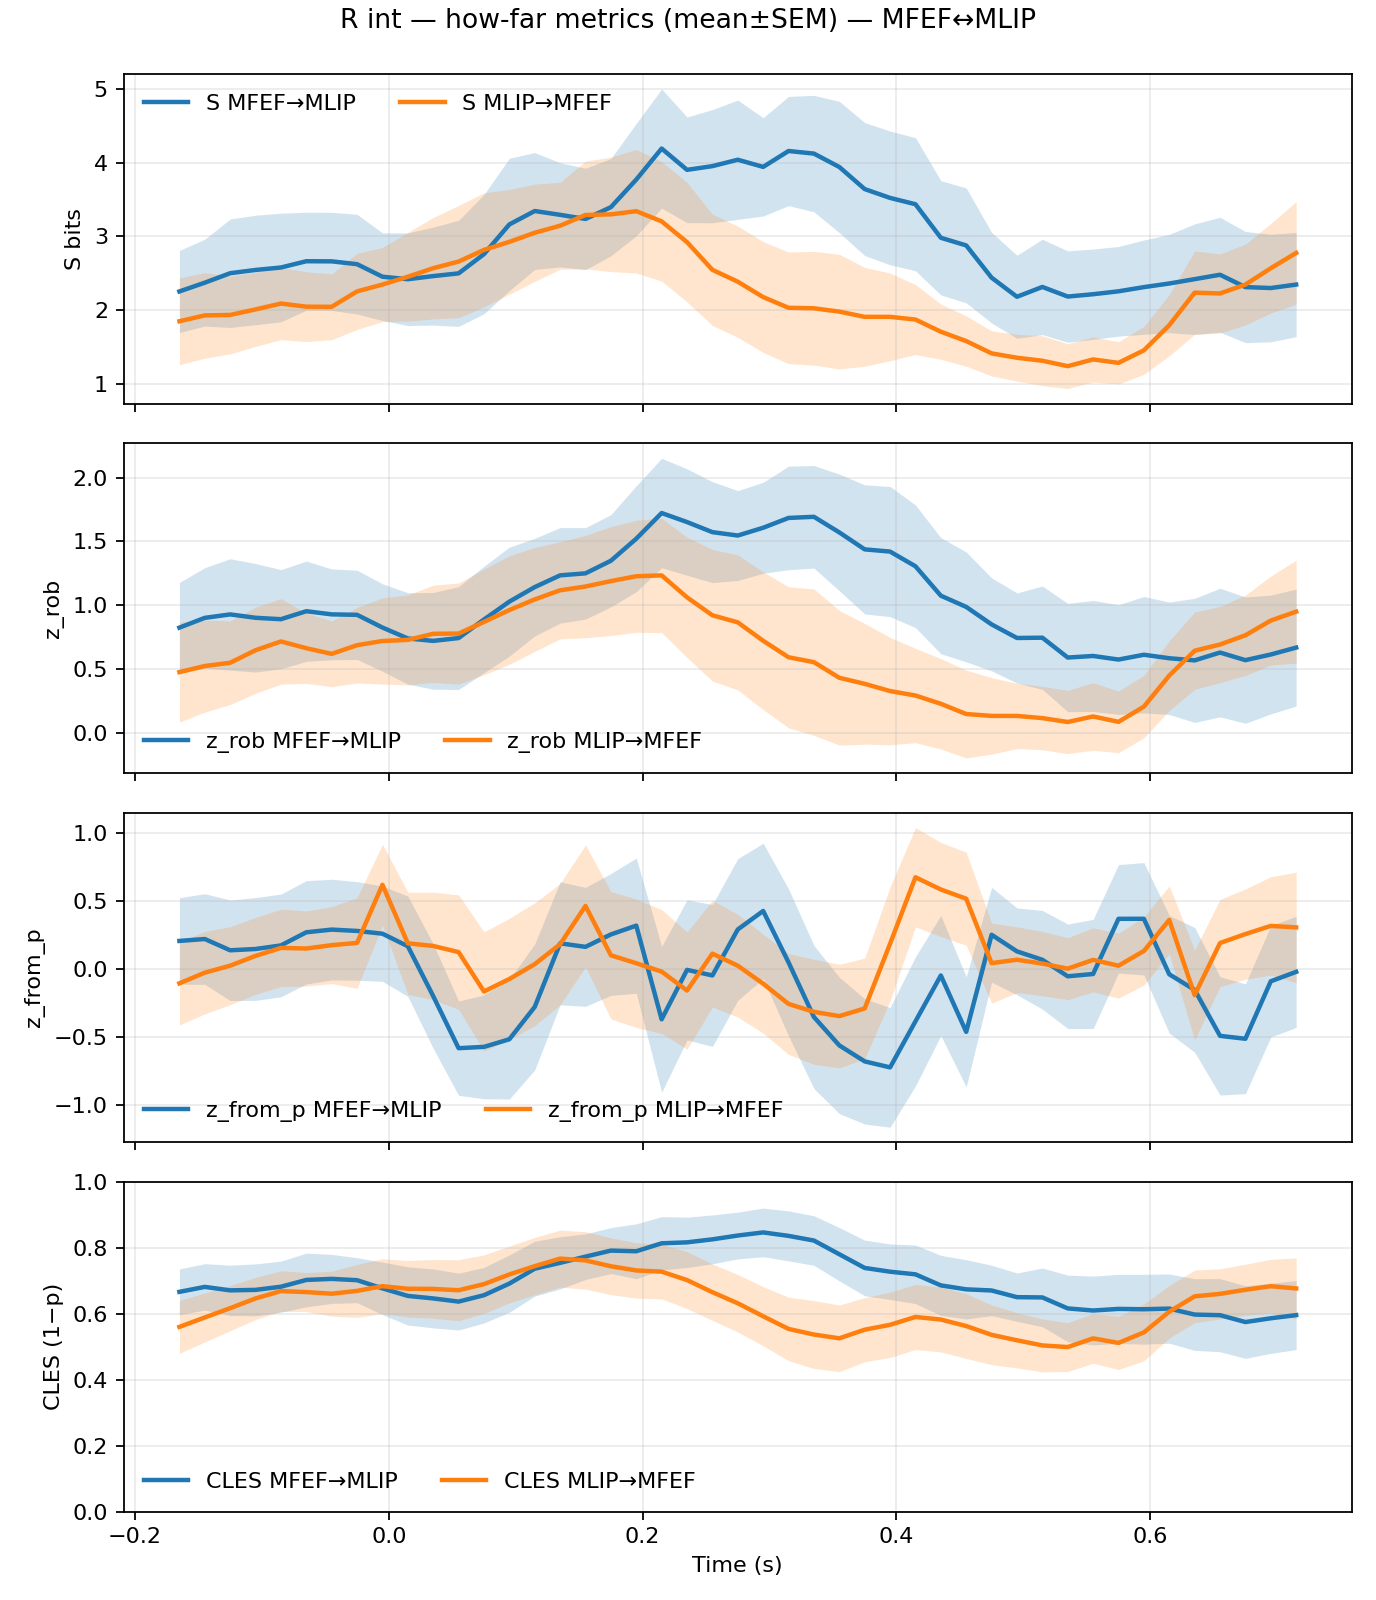 R int — how-far metrics (mean±SEM) — MFEF↔MLIP
5
S MFEF→MLIP S MLIP→MFEF
4
3
2
1
S bits
2.0
1.5
1.0
0.5
0.0
z_rob
z_rob MFEF→MLIP z_rob MLIP→MFEF
1.0
0.5
0.0
−0.5
−1.0
z_from_p
z_from_p MFEF→MLIP z_from_p MLIP→MFEF
1.0
0.8
0.6
0.4
0.2
0.0
CLES (1−p)
CLES MFEF→MLIP CLES MLIP→MFEF
−0.2 0.0 0.2 0.4 0.6
Time (s)